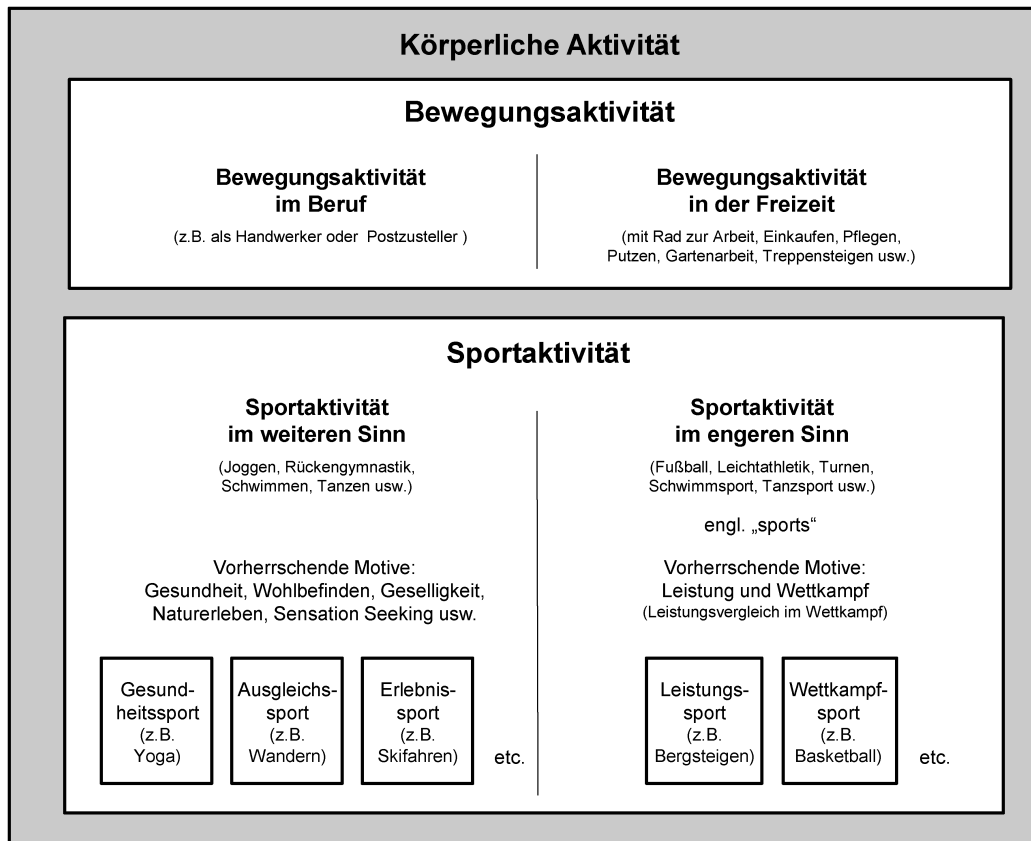 Körperliche Aktivität
Bewegungsaktivität
Bewegungsaktivität
im Beruf
(z.B. als Handwerker oder Postzusteller )
Bewegungsaktivität
in der Freizeit
(mit Rad zur Arbeit, Einkaufen, Pflegen,
Putzen, Gartenarbeit, Treppensteigen usw.)
Sportaktivität
Sportaktivität
im weiteren Sinn
(Joggen, Rückengymnastik,
Schwimmen, Tanzen usw.)
Vorherrschende Motive:
Gesundheit, Wohlbefinden, Geselligkeit,
Naturerleben, Sensation Seeking usw.
Gesund-
heitssport
(z.B.
Yoga)
Ausgleichs-
sport
(z.B.
Wandern)
Erlebnis-
sport
(z.B.
Skifahren)
etc.
Sportaktivität
im engeren Sinn
(Fußball, Leichtathletik, Turnen,
Schwimmsport, Tanzsport usw.)
engl. „sports“
Vorherrschende Motive:
Leistung und Wettkampf
(Leistungsvergleich im Wettkampf)
Leistungs-
sport
(z.B.
Bergsteigen)
Wettkampf-
sport
(z.B.
Basketball)
etc.